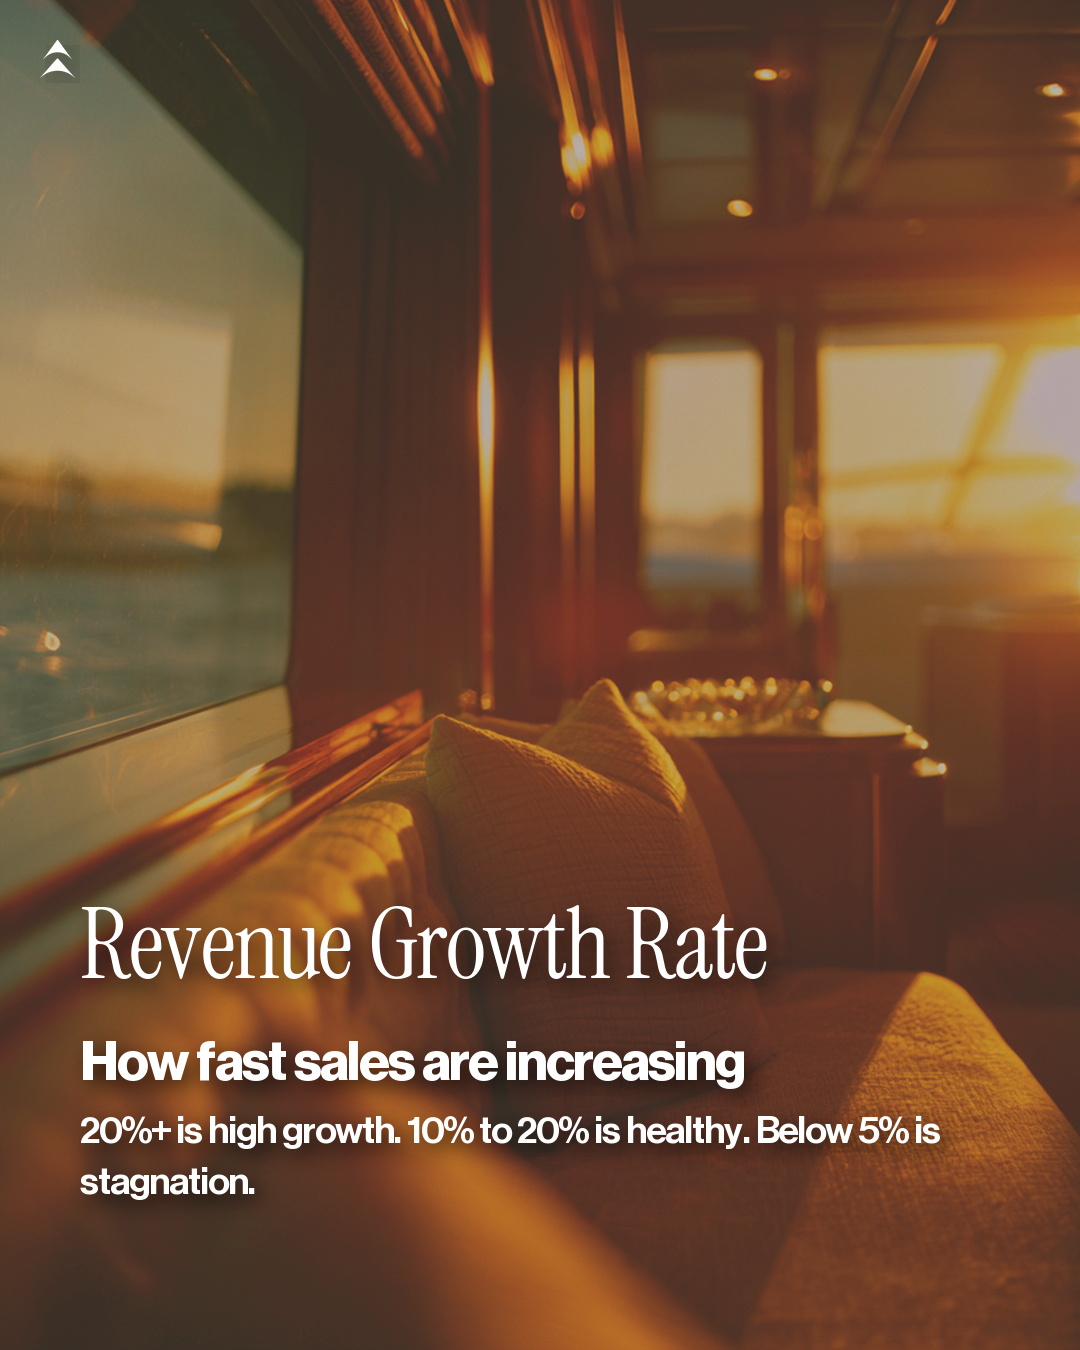 Revenue Growth Rate
How fast sales are increasing
20%+ is high growth. 10% to 20% is healthy. Below 5% is
stagnation.